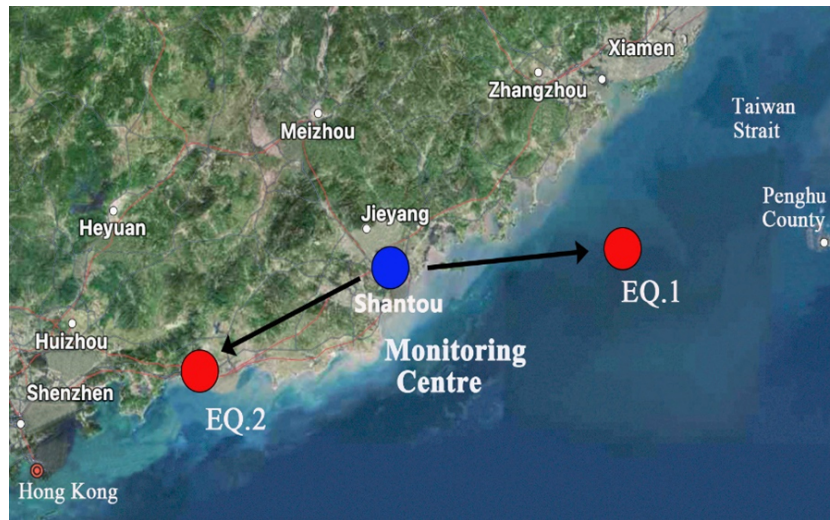 Xiamen
Zhangzhou
Taiwan
Strait
Meizhou
Penghu
County
Jieyang
Heyuan
EQ.1
Shantou
Huizhou
Monitoring
Centre
Shenzhen
EQ.2
Hong Kong